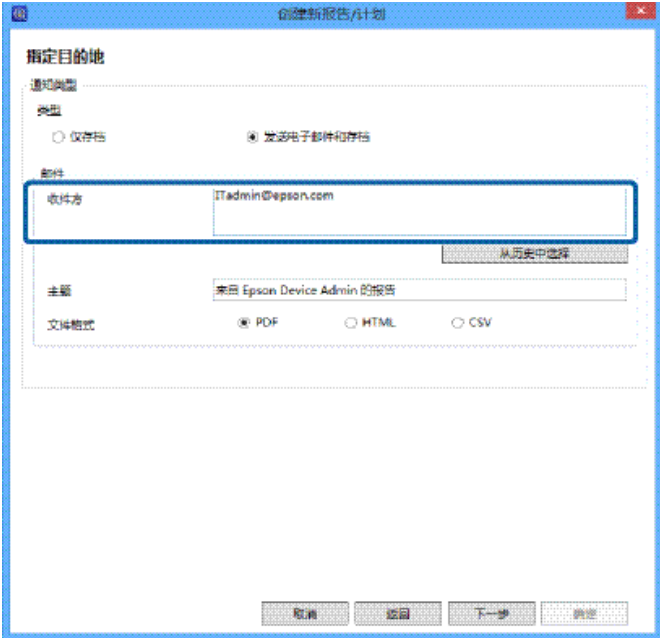 创建新报告/计划
指定目的地
通知类型
类型
仅存档 发送电子邮件和存档
邮件
收件方 ITadmin@epson.com
从历史中选择
主题 来自 Epson Device Admin 的报告
文件格式 PDF HTML CSV
取消 返回 下一步 确定